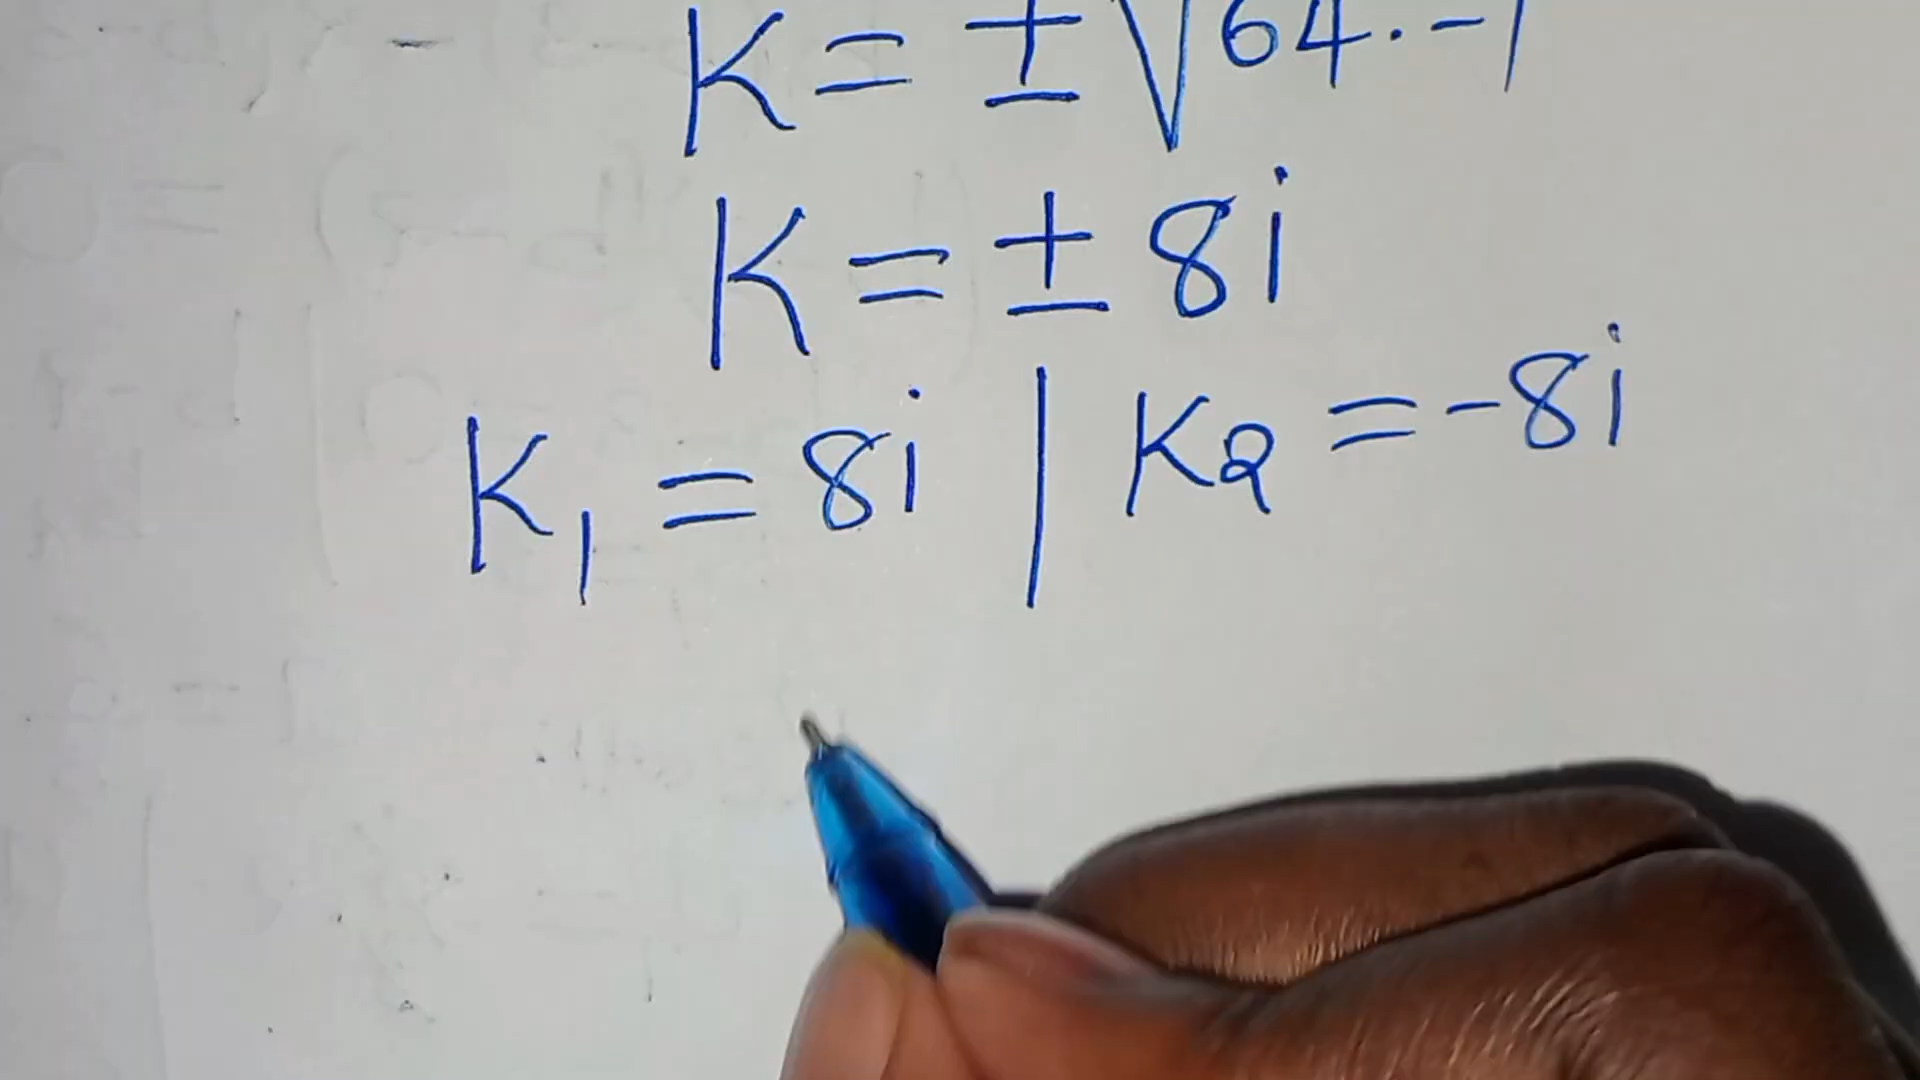 K = ± √64.-1
K = ± 8i
K1 = 8i | K2 = -8i